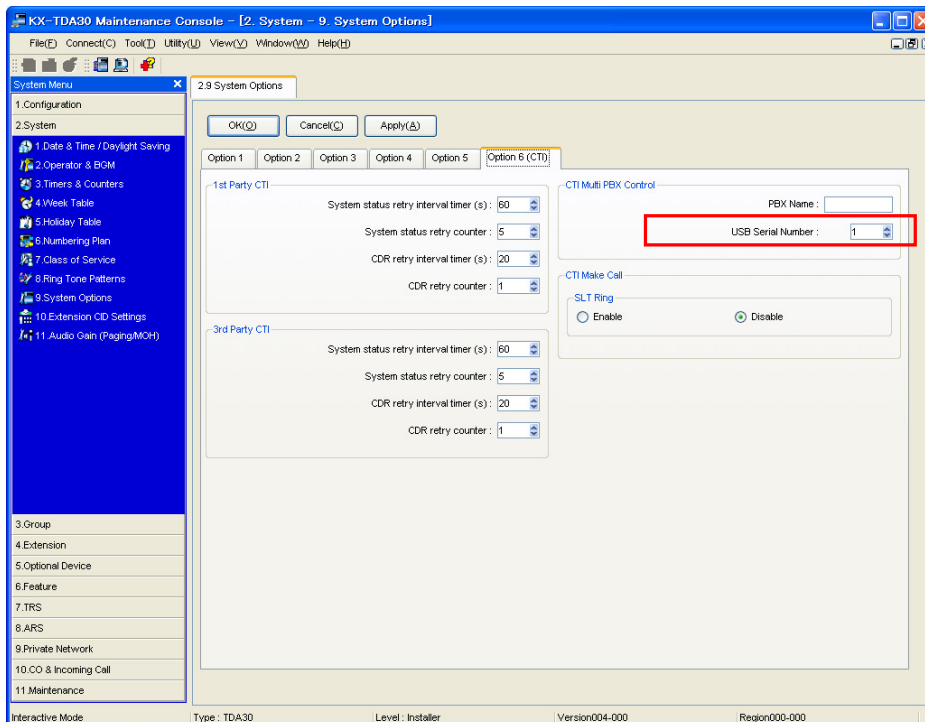 KX-TDA30 Maintenance Console - [2. System - 9. System Options]
File(F) Connect(C) Tool(T) Utility(U) View(V) Window(W) Help(H)
System Menu
1.Configuration
2.System
1.Date & Time / Daylight Saving
2.Operator & BGM
3.Timers & Counters
4.Week Table
5.Holiday Table
6.Numbering Plan
7.Class of Service
8.Ring Tone Patterns
9.System Options
10.Extension CID Settings
11.Audio Gain (Paging/MOH)
3.Group
4.Extension
5.Optional Device
6.Feature
7.TRS
8.ARS
9.Private Network
10.CO & Incoming Call
11.Maintenance
2.9 System Options
OK(O) Cancel(C) Apply(A)
Option 1 Option 2 Option 3 Option 4 Option 5 Option 6 (CTI)
1st Party CTI
System status retry interval timer (s) : 60
System status retry counter : 5
CDR retry interval timer (s) : 20
CDR retry counter : 1
3rd Party CTI
System status retry interval timer (s) : 60
System status retry counter : 5
CDR retry interval timer (s) : 20
CDR retry counter : 1
CTI Multi PBX Control
PBX Name :
USB Serial Number : 1
CTI Make Call
SLT Ring
Enable Disable
Interactive Mode Type : TDA30 Level : Installer Version004-000 Region000-000